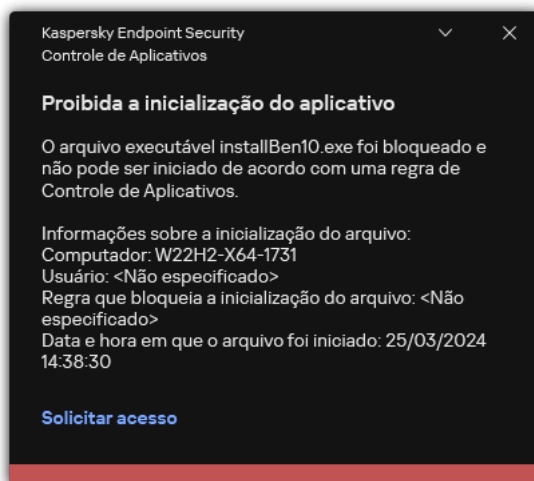 Kaspersky Endpoint Security
Controle de Aplicativos
Proibida a inicialização do aplicativo
O arquivo executável installBen10.exe foi bloqueado e
não pode ser iniciado de acordo com uma regra de
Controle de Aplicativos.
Informações sobre a inicialização do arquivo:
Computador: W22H2-X64-1731
Usuário: <Não especificado>
Regra que bloqueia a inicialização do arquivo: <Não
especificado>
Data e hora em que o arquivo foi iniciado: 25/03/2024
14:38:30
Solicitar acesso